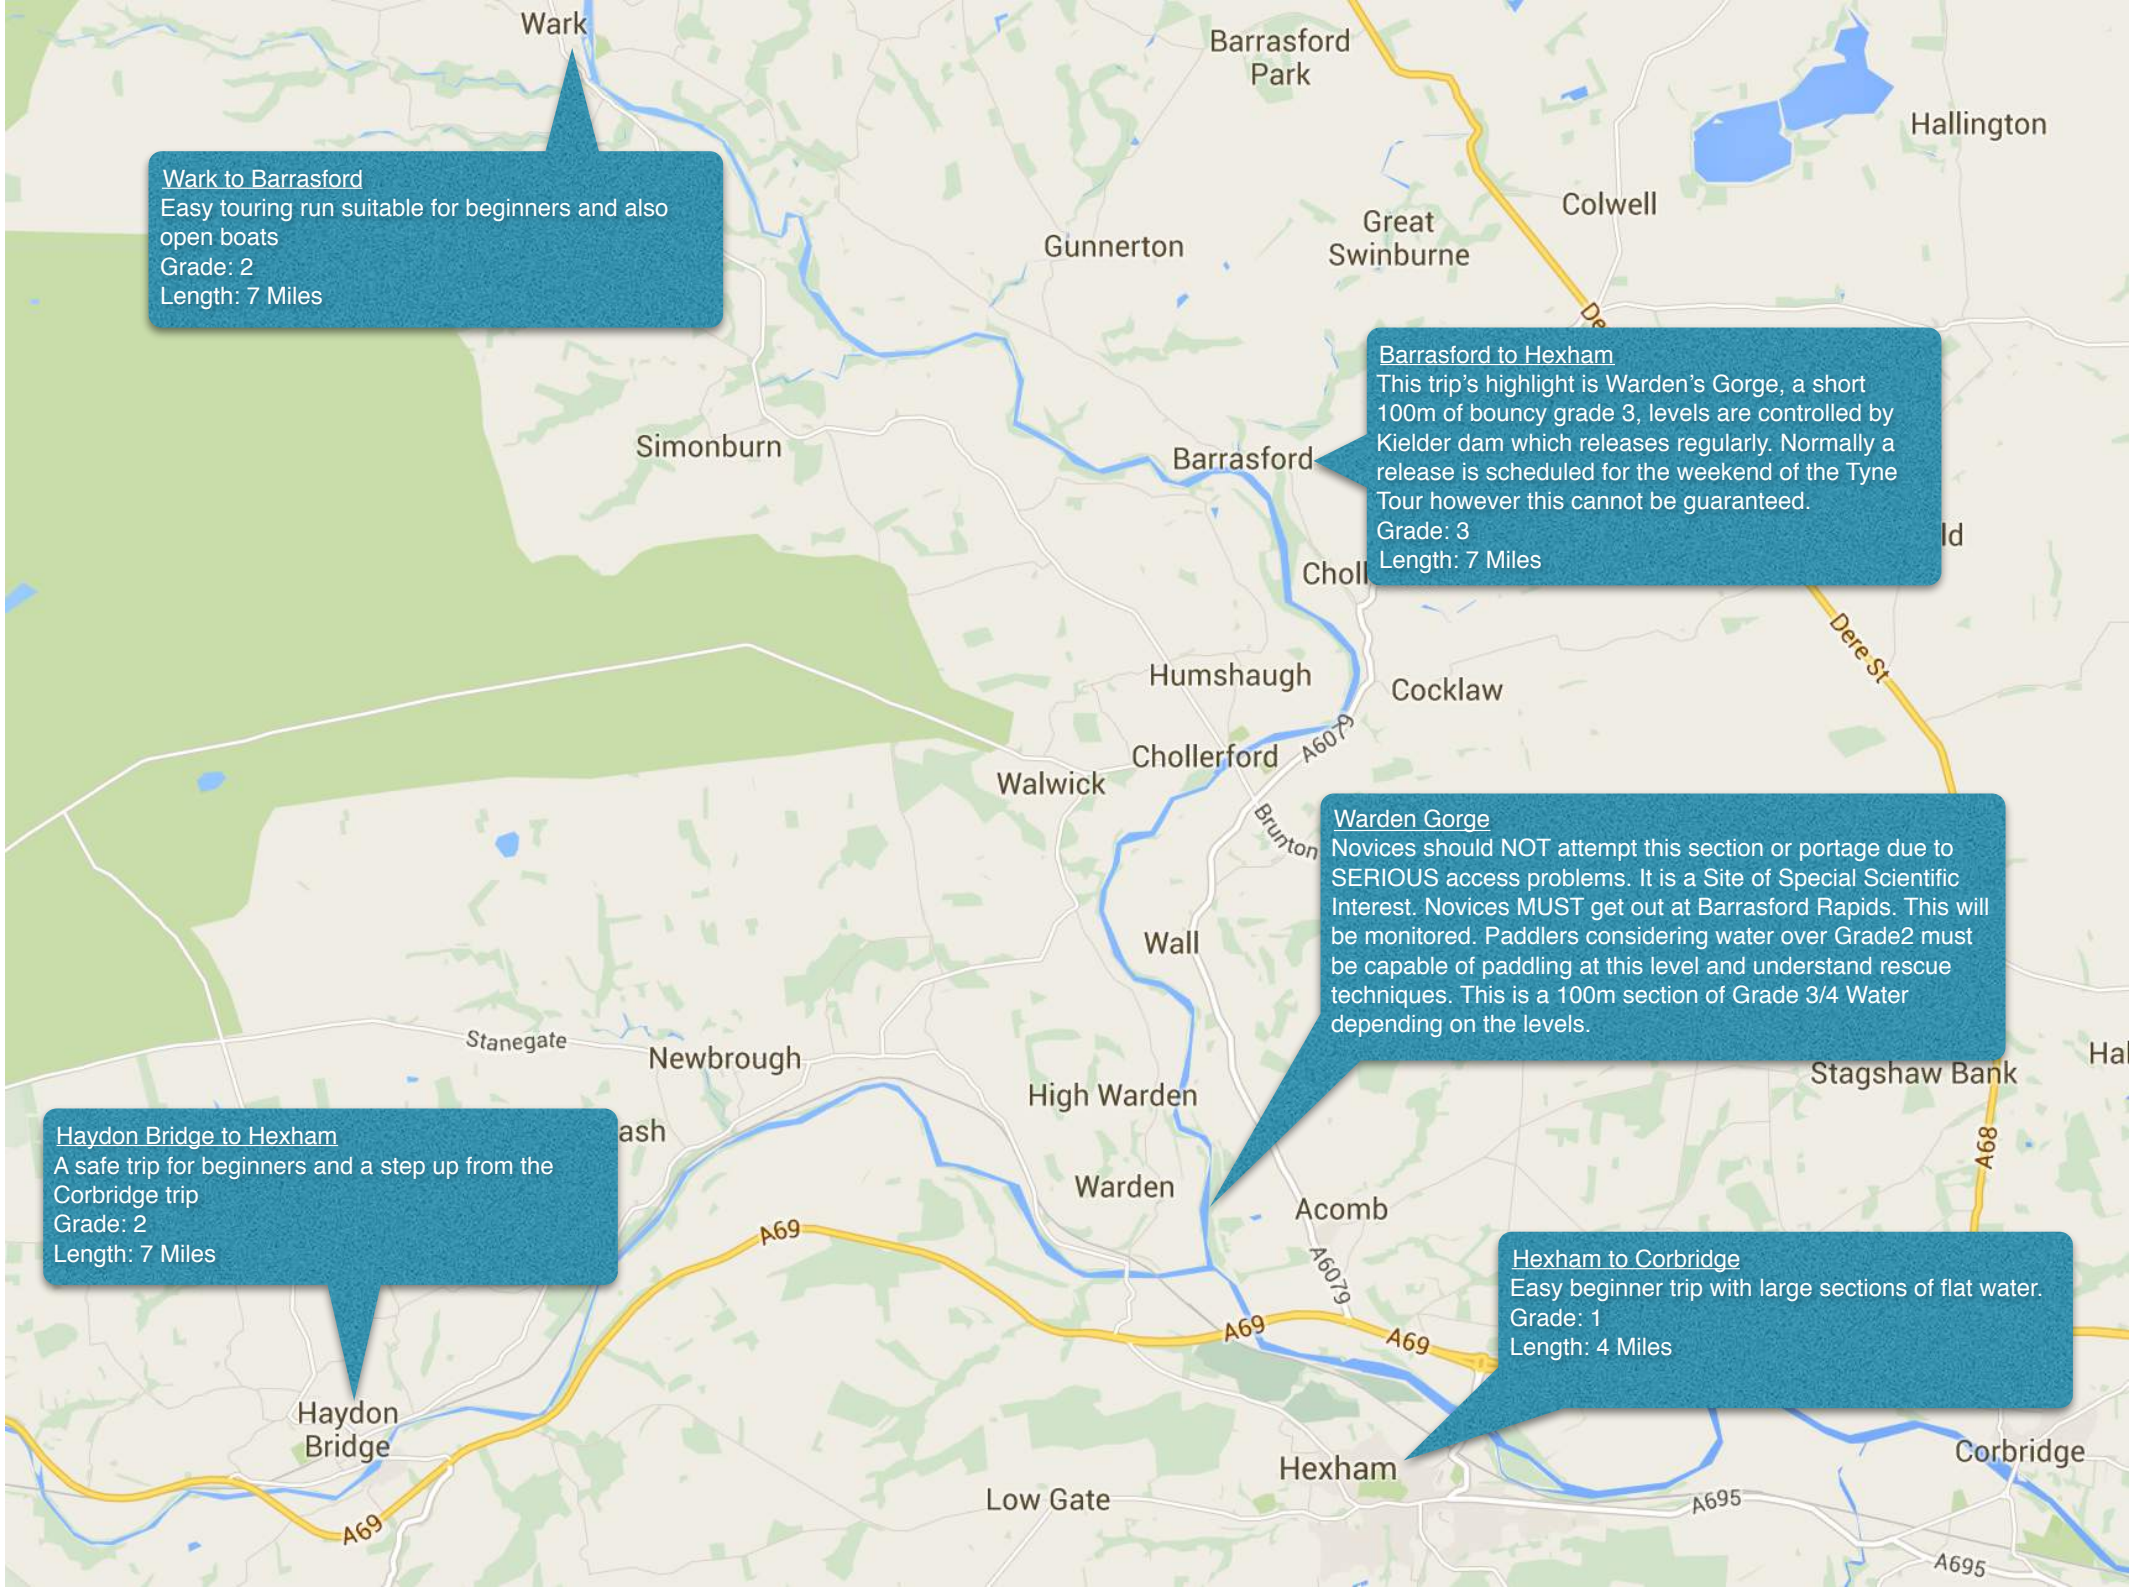 Wark
Barrasford
Park
Hallington
Wark to Barrasford
Easy touring run suitable for beginners and also
open boats
Grade: 2
Length: 7 Miles
Colwell
Great
Swinburne
Gunnerton
De
Barrasford to Hexham
This trip’s highlight is Warden’s Gorge, a short
100m of bouncy grade 3, levels are controlled by
Kielder dam which releases regularly. Normally a
release is scheduled for the weekend of the Tyne
Tour however this cannot be guaranteed.
Grade: 3
Length: 7 Miles
Simonburn
Barrasford
ld
Choll
Dere St
Humshaugh
Cocklaw
A6079
Chollerford
Walwick
Brunton
Warden Gorge
Novices should NOT attempt this section or portage due to
SERIOUS access problems. It is a Site of Special Scientific
Interest. Novices MUST get out at Barrasford Rapids. This will
be monitored. Paddlers considering water over Grade2 must
be capable of paddling at this level and understand rescue
techniques. This is a 100m section of Grade 3/4 Water
depending on the levels.
Wall
Stanegate
Newbrough
Hal
Stagshaw Bank
High Warden
Haydon Bridge to Hexham
A safe trip for beginners and a step up from the
Corbridge trip
Grade: 2
Length: 7 Miles
ash
A68
Warden
Acomb
A69
A6079
Hexham to Corbridge
Easy beginner trip with large sections of flat water.
Grade: 1
Length: 4 Miles
A69
A69
Haydon
Bridge
Corbridge
Hexham
Low Gate
A695
A69
A695